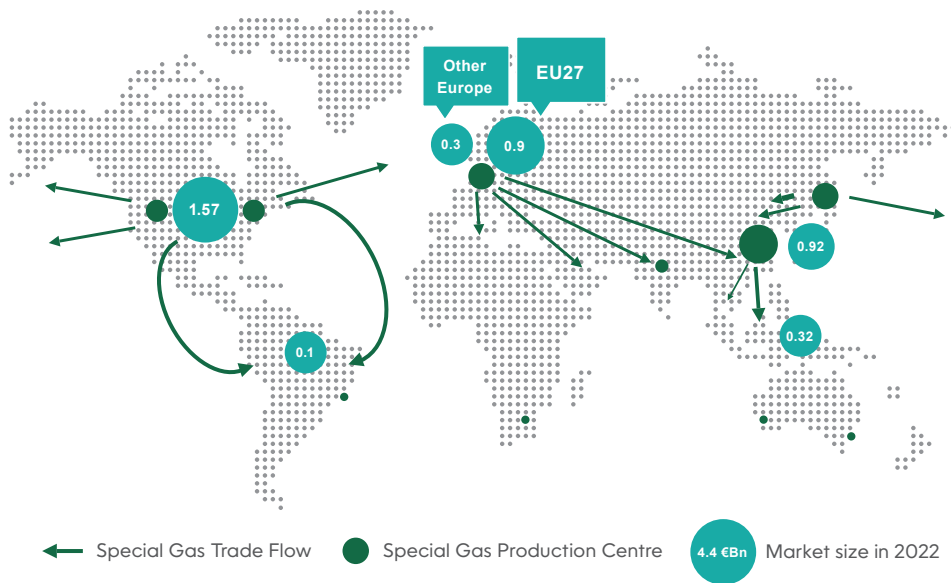 Other
Europe
EU27
0.3
0.9
1.57
0.92
0.32
0.1
Special Gas Trade Flow
Special Gas Production Centre
4.4 €Bn
Market size in 2022